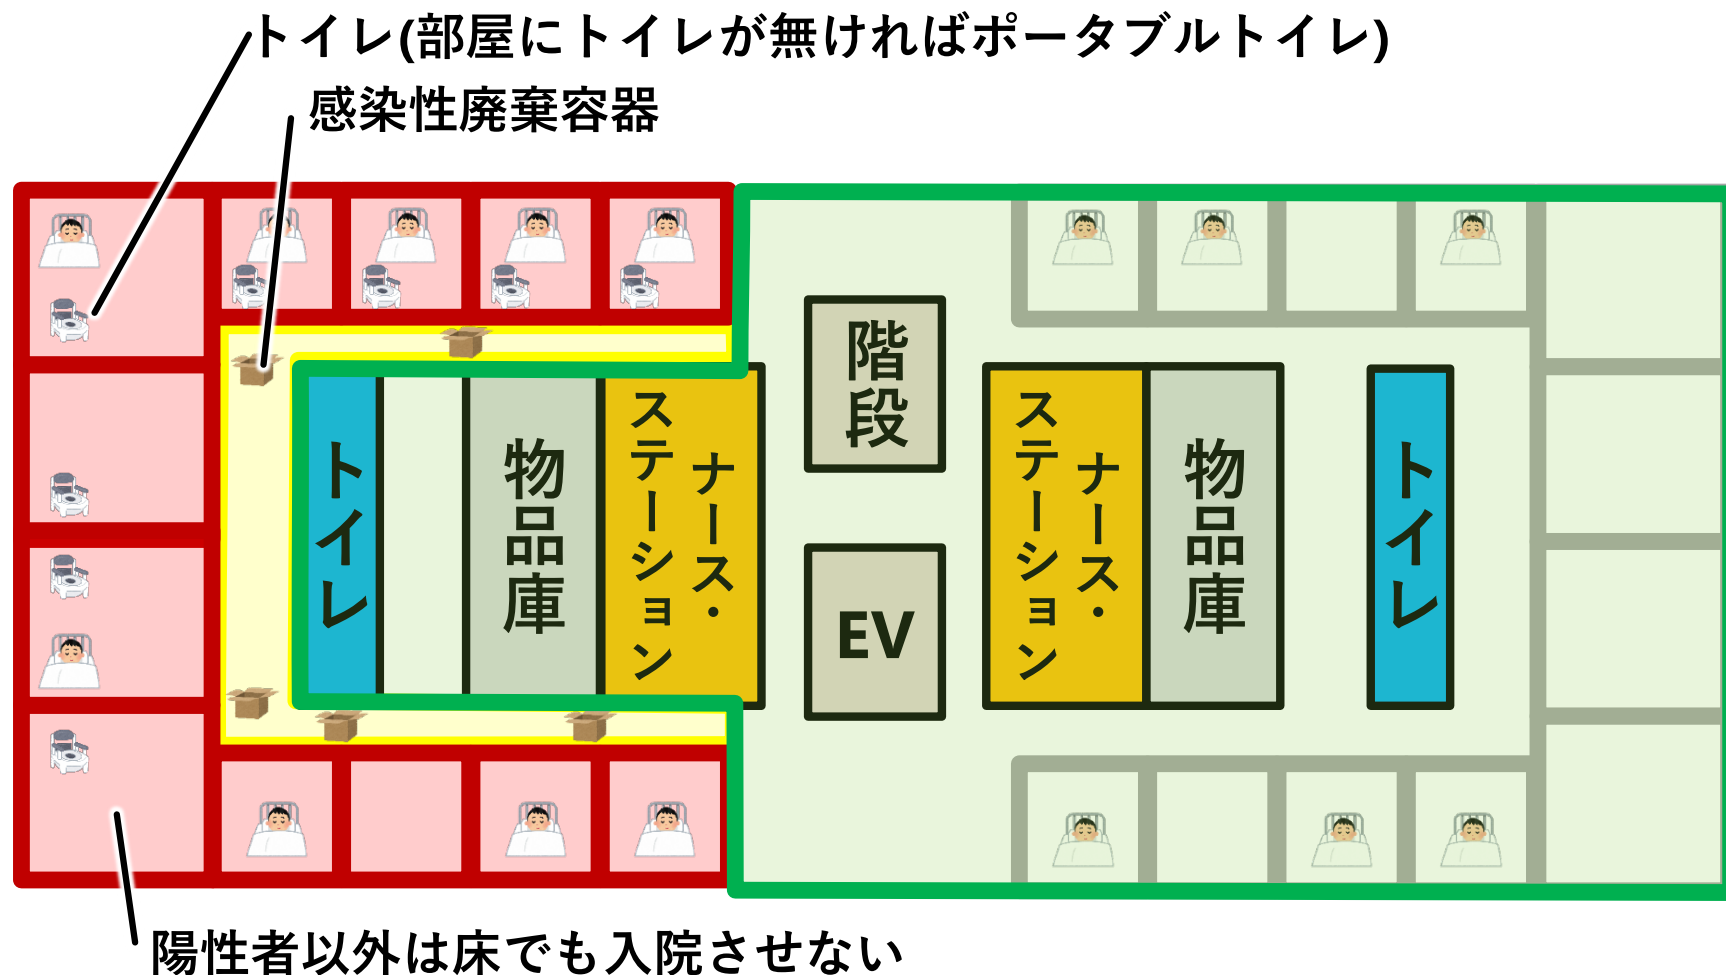 トイレ(部屋にトイレが無ければポータブルトイレ)
感染性廃棄容器
階段
トイレ
物品庫
ナース・
ステーション
EV
ナース・
ステーション
物品庫
トイレ
陽性者以外は床でも入院させない